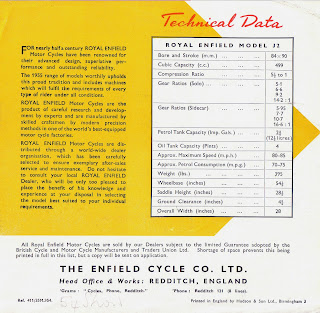 Technical Data
FOR nearly half a century ROYAL ENFIELD
Motor Cycles have been renowned for
their advanced design, superlative per-
formance and outstanding reliability.
The 1955 range of models worthily upholds
this proud tradition and includes machines
which will fulfil the requirements of every
type of rider under all conditions.
ROYAL ENFIELD Motor Cycles are the
product of careful research and develop-
ment by experts and are manufactured by
skilled craftsmen by modern precision
methods in one of the world's best-equipped
motor cycle factories.
ROYAL ENFIELD Motor Cycles are dis-
tributed through a world-wide dealer
organisation, which has been carefully
selected to ensure exemplary after-sales
service and maintenance. Do not hesitate
to consult your local ROYAL ENFIELD
Dealer, who will be only too pleased to
place the benefit of his knowledge and
experience at your disposal in selecting
the model best suited to your individual
requirements.
ROYAL ENFIELD MODEL J2
Bore and Stroke (m.m.) ... ... 84 x 90
Cubic Capacity (c.c.) ... ... 499
Compression Ratio ... ...
Gear Ratios (Solo) ... ... 5·1
Gear Ratios (Sidecar) ... ...
Petrol Tank Capacity (Imp. Gals.) ...
Oil Tank Capacity (Pints) ... 4
Approx. Maximum Speed (m.p.h.) 80-85
Approx. Petrol Consumption (m.p.g.) 70-75
Weight (lbs.) ... ... 395
Wheelbase (inches) ... ... 54½
Saddle Height (inches) ... ...
Ground Clearance (inches) ...
Overall Width (inches) ... 28
All Royal Enfield Motor Cycles are sold by our Dealers subject to the limited Guarantee adopted by the
British Cycle and Motor Cycle Manufacturers and Traders Union Ltd. Shortage of space prevents this being
printed in full in this list, but a copy will be sent on application.
THE ENFIELD CYCLE CO. LTD.
Head Office & Works: REDDITCH, ENGLAND
'Grams: "Cycles, Phone, Redditch." 'Phone: Redditch 121 (8 lines).
Printed in England by Hudson & Son Ltd., Birmingham 2